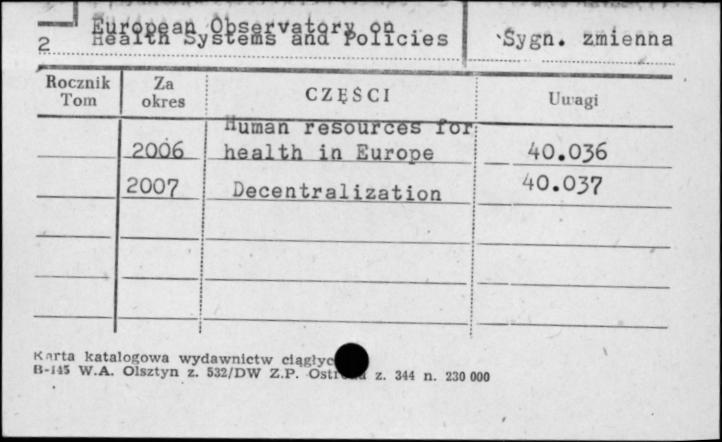 European Observatory on
2 Health Systems and Policies
Sygn. zmienna
Rocznik Tom
Za okres
CZĘŚCI
Uwagi
2006 Human resources for
health in Europe 40.036
2007 Decentralization 40.037
Karta katalogowa wydawnictw
B-145 W.A. Olsztyn z. 532/DW Z.P. z. 344 n. 230 000